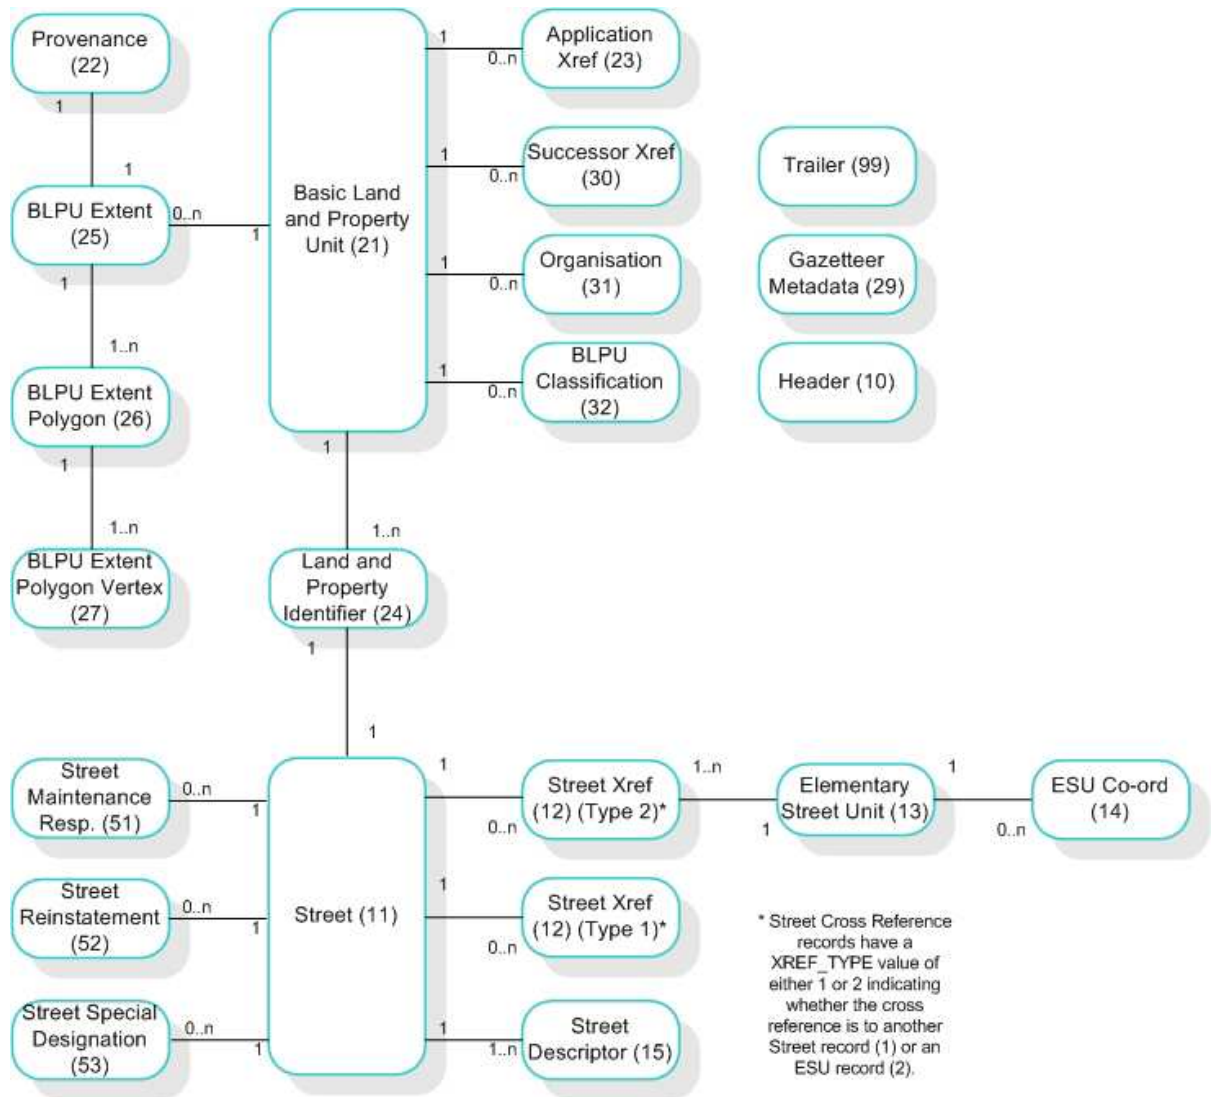 Provenance
(22)
1
1
BLPU Extent
(25)
0..n
1
1
1..n
BLPU Extent
Polygon (26)
1
1..n
BLPU Extent
Polygon Vertex
(27)
Basic Land
and Property
Unit (21)
1
0..n
Application
Xref (23)
1
0..n
Successor Xref
(30)
1
0..n
Organisation
(31)
1
0..n
BLPU
Classification
(32)
Trailer (99)
Gazetteer
Metadata (29)
Header (10)
1
1..n
Land and
Property
Identifier (24)
1
1
Street
Maintenance
Resp. (51)
0..n
1
Street
Reinstatement
(52)
0..n
1
Street Special
Designation
(53)
0..n
1
Street (11)
1
0..n
Street Xref
(12) (Type 2)*
1..n
1
Elementary
Street Unit (13)
1
0..n
ESU Co-ord
(14)
1
0..n
Street Xref
(12) (Type 1)*
1
1..n
Street
Descriptor (15)
* Street Cross Reference
records have a
XREF_TYPE value of
either 1 or 2 indicating
whether the cross
reference is to another
Street record (1) or an
ESU record (2).